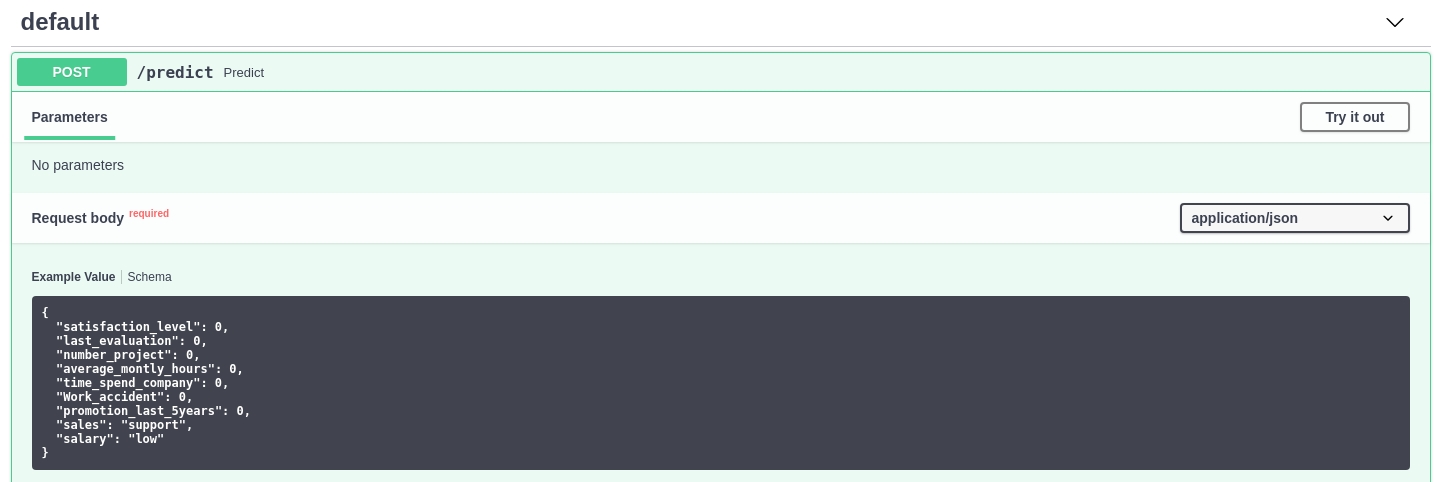 default
POST /predict Predict
Parameters Try it out
No parameters
Request body required application/json
Example Value Schema
{
  "satisfaction_level": 0,
  "last_evaluation": 0,
  "number_project": 0,
  "average_montly_hours": 0,
  "time_spend_company": 0,
  "Work_accident": 0,
  "promotion_last_5years": 0,
  "sales": "support",
  "salary": "low"
}